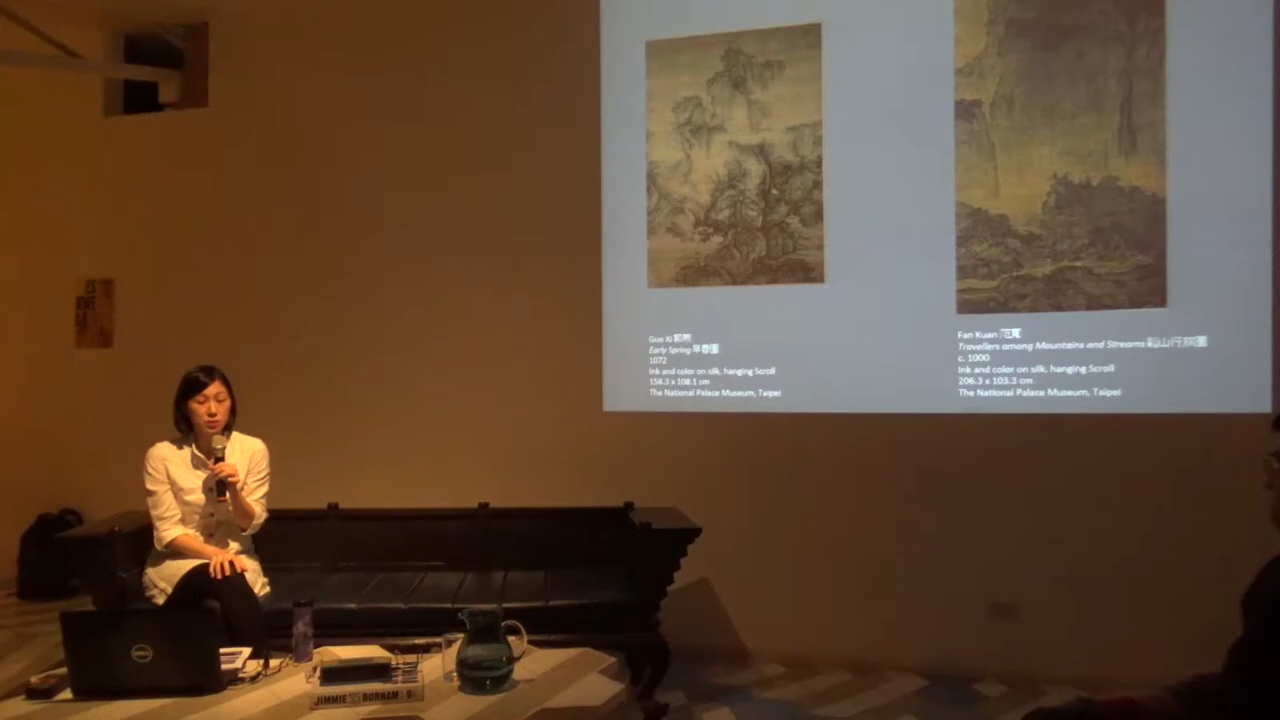 Guo Xi 郭熙
Early Spring 早春圖
1072
Ink and color on silk, hanging Scroll
158.3 x 108.1 cm
The National Palace Museum, Taipei
Fan Kuan 范寬
Travellers among Mountains and Streams 谿山行旅圖
c. 1000
Ink and color on silk, hanging Scroll
206.3 x 103.3 cm
The National Palace Museum, Taipei
DELL
JIMMIE DURHAM